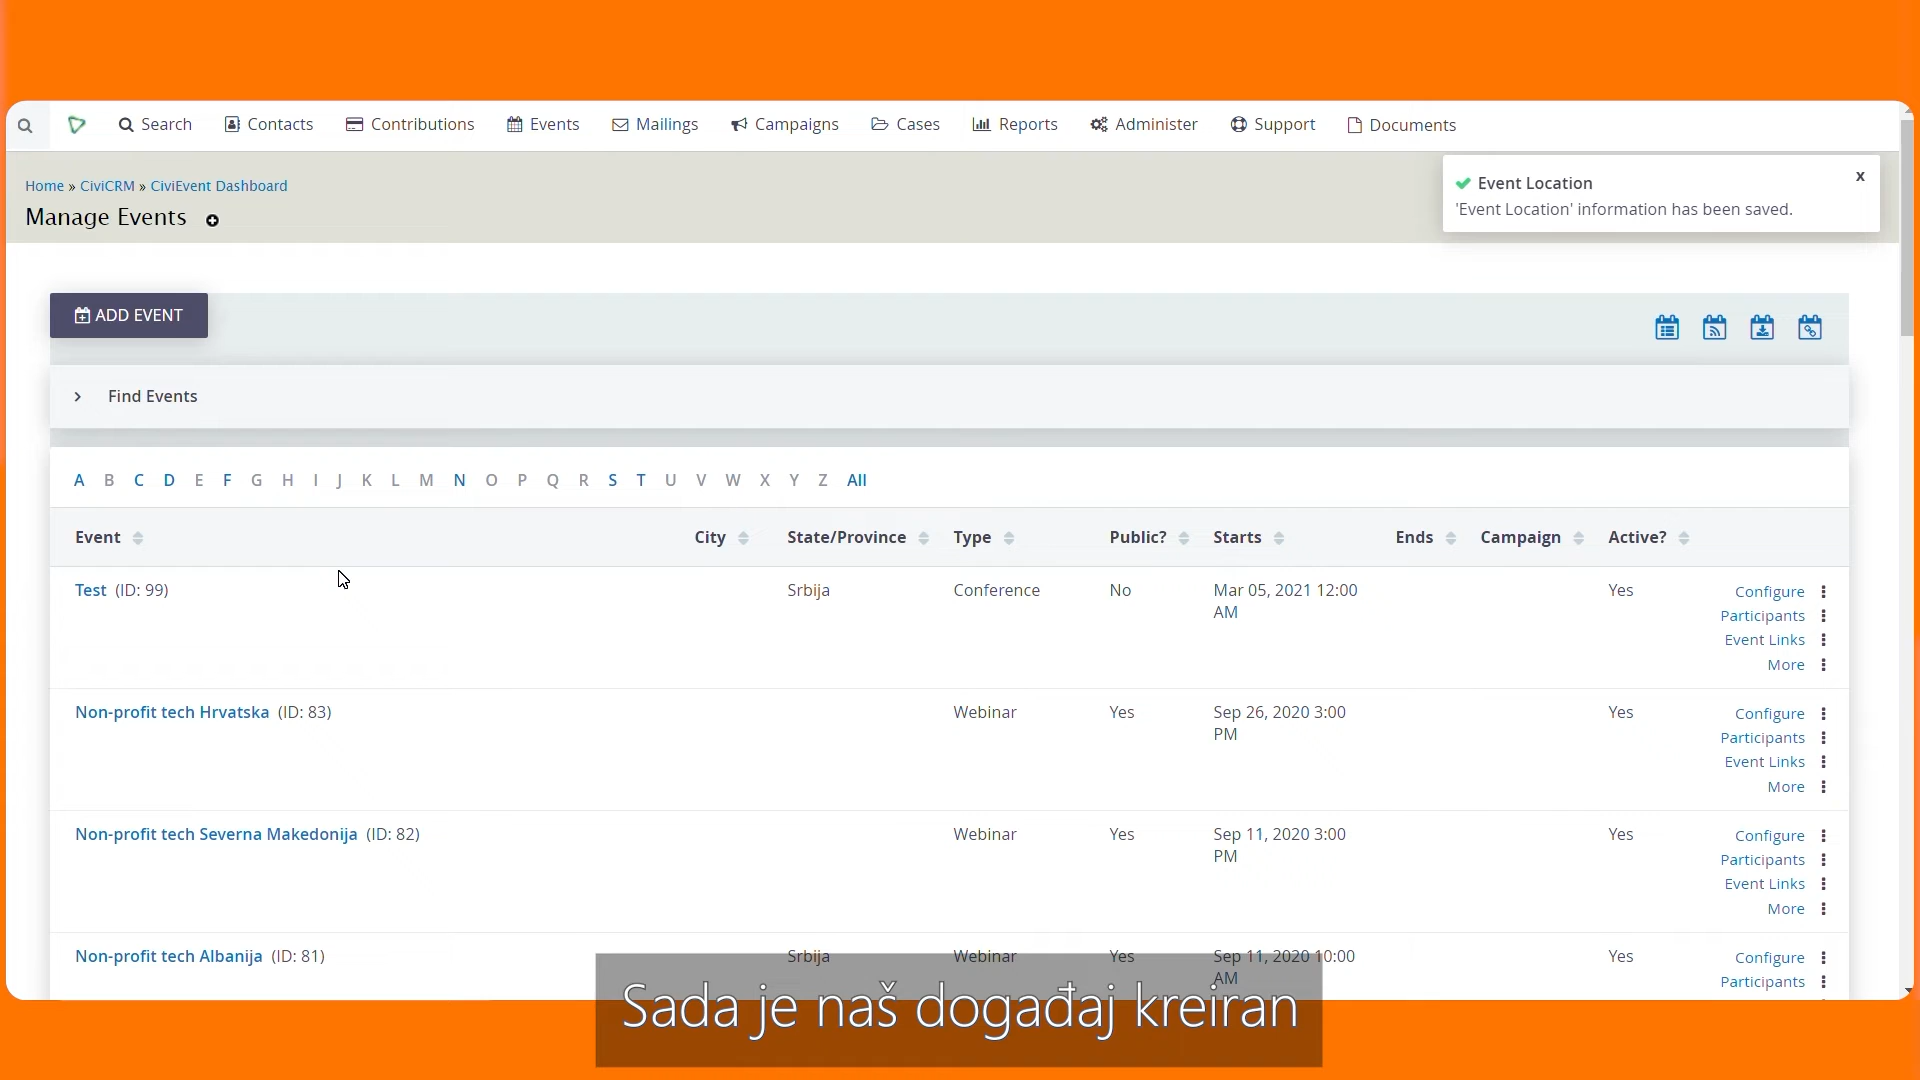 Search Contacts Contributions Events Mailings Campaigns Cases Reports Administer Support Documents
Home » CiviCRM » CiviEvent Dashboard
Manage Events
Event Location x
'Event Location' information has been saved.
ADD EVENT
Find Events
A B C D E F G H I J K L M N O P Q R S T U V W X Y Z All
Event City State/Province Type Public? Starts Ends Campaign Active?
Test (ID: 99) Srbija Conference No Mar 05, 2021 12:00 Yes Configure
AM
Participants
Event Links
More
Non-profit tech Hrvatska (ID: 83) Webinar Yes Sep 26, 2020 3:00 Yes Configure
PM
Participants
Event Links
More
Non-profit tech Severna Makedonija (ID: 82) Webinar Yes Sep 11, 2020 3:00 Yes Configure
PM
Participants
Event Links
More
Non-profit tech Albanija (ID: 81) Srbija Webinar Yes Sep 11, 2020 10:00 Yes Configure
AM
Participants
Sada je naš događaj kreiran